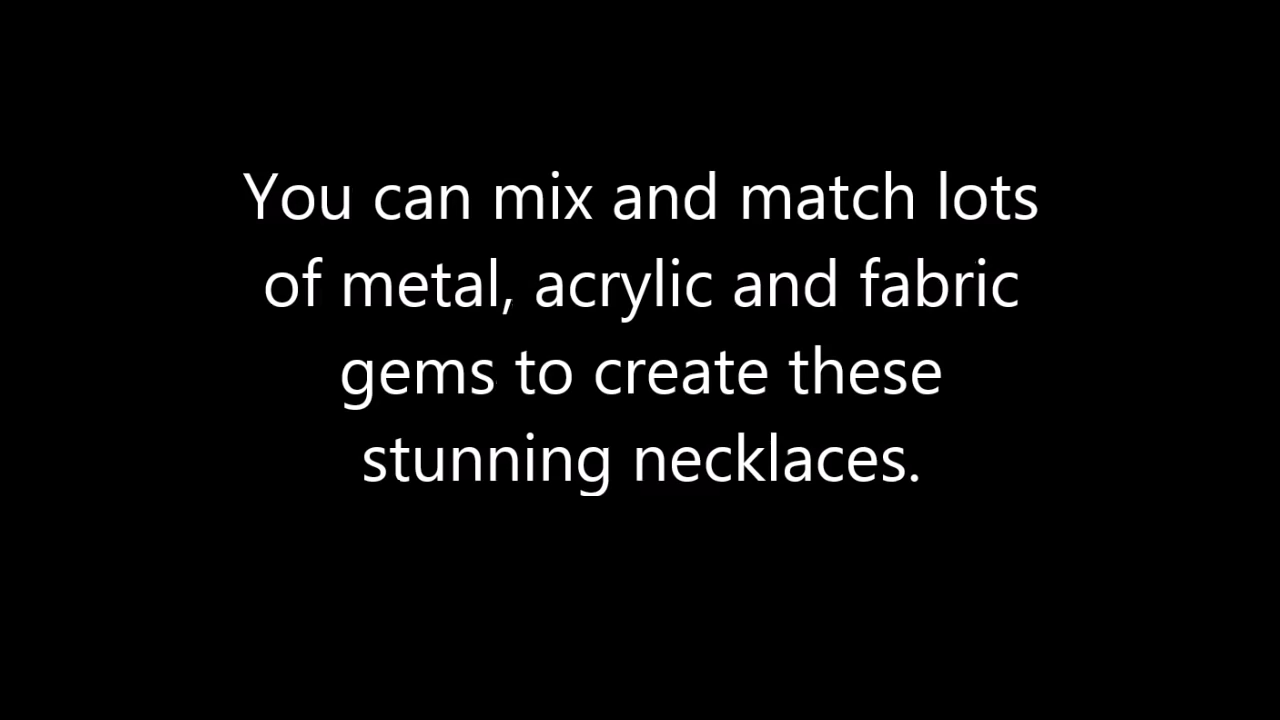 You can mix and match lots
of metal, acrylic and fabric
gems to create these
stunning necklaces.